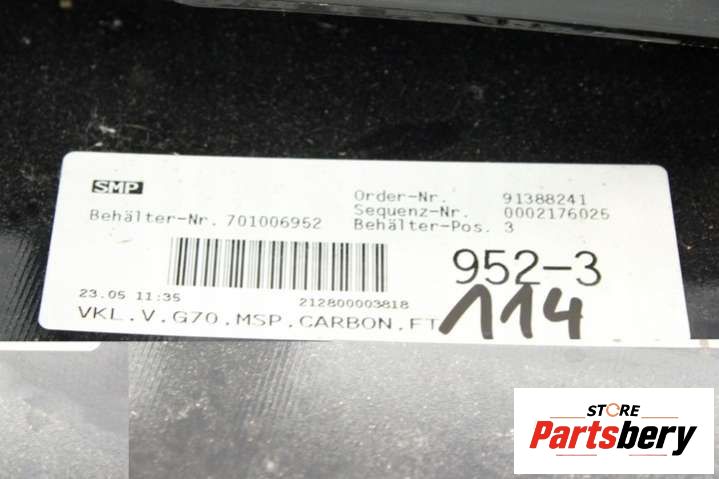 SMP
Order-Nr. 91388241
Behälter-Nr. 701006952 Sequenz-Nr. 0002176025
Behälter-Pos. 3
952-3
23.05 11:35 212800003818
114
VKL.V.G70.MSP.CARBON.FT
STORE
Partsbery